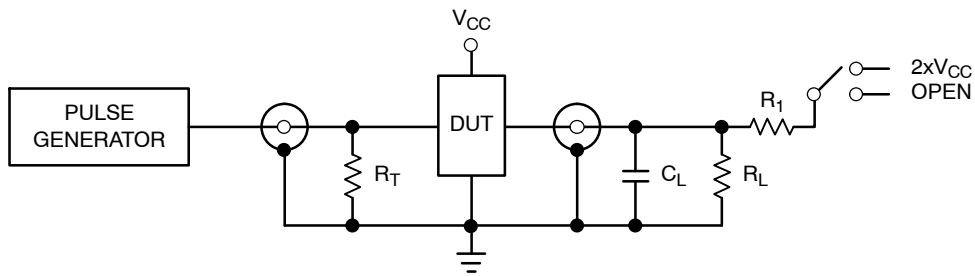 V_CC
PULSE
GENERATOR
DUT
R_T
C_L
R_L
R_1
2xV_CC
OPEN